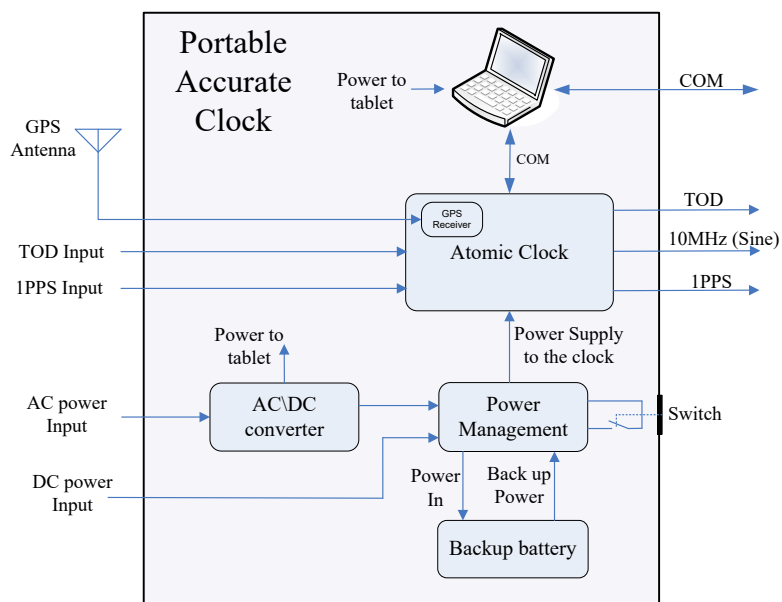 Portable
Accurate
Clock
Power to
tablet
COM
COM
GPS
Antenna
GPS
Receiver
Atomic Clock
TOD
TOD Input
10MHz (Sine)
1PPS Input
1PPS
Power to
tablet
Power Supply
to the clock
AC power
Input
AC\DC
converter
Power
Management
Switch
DC power
Input
Power
In
Back up
Power
Backup battery